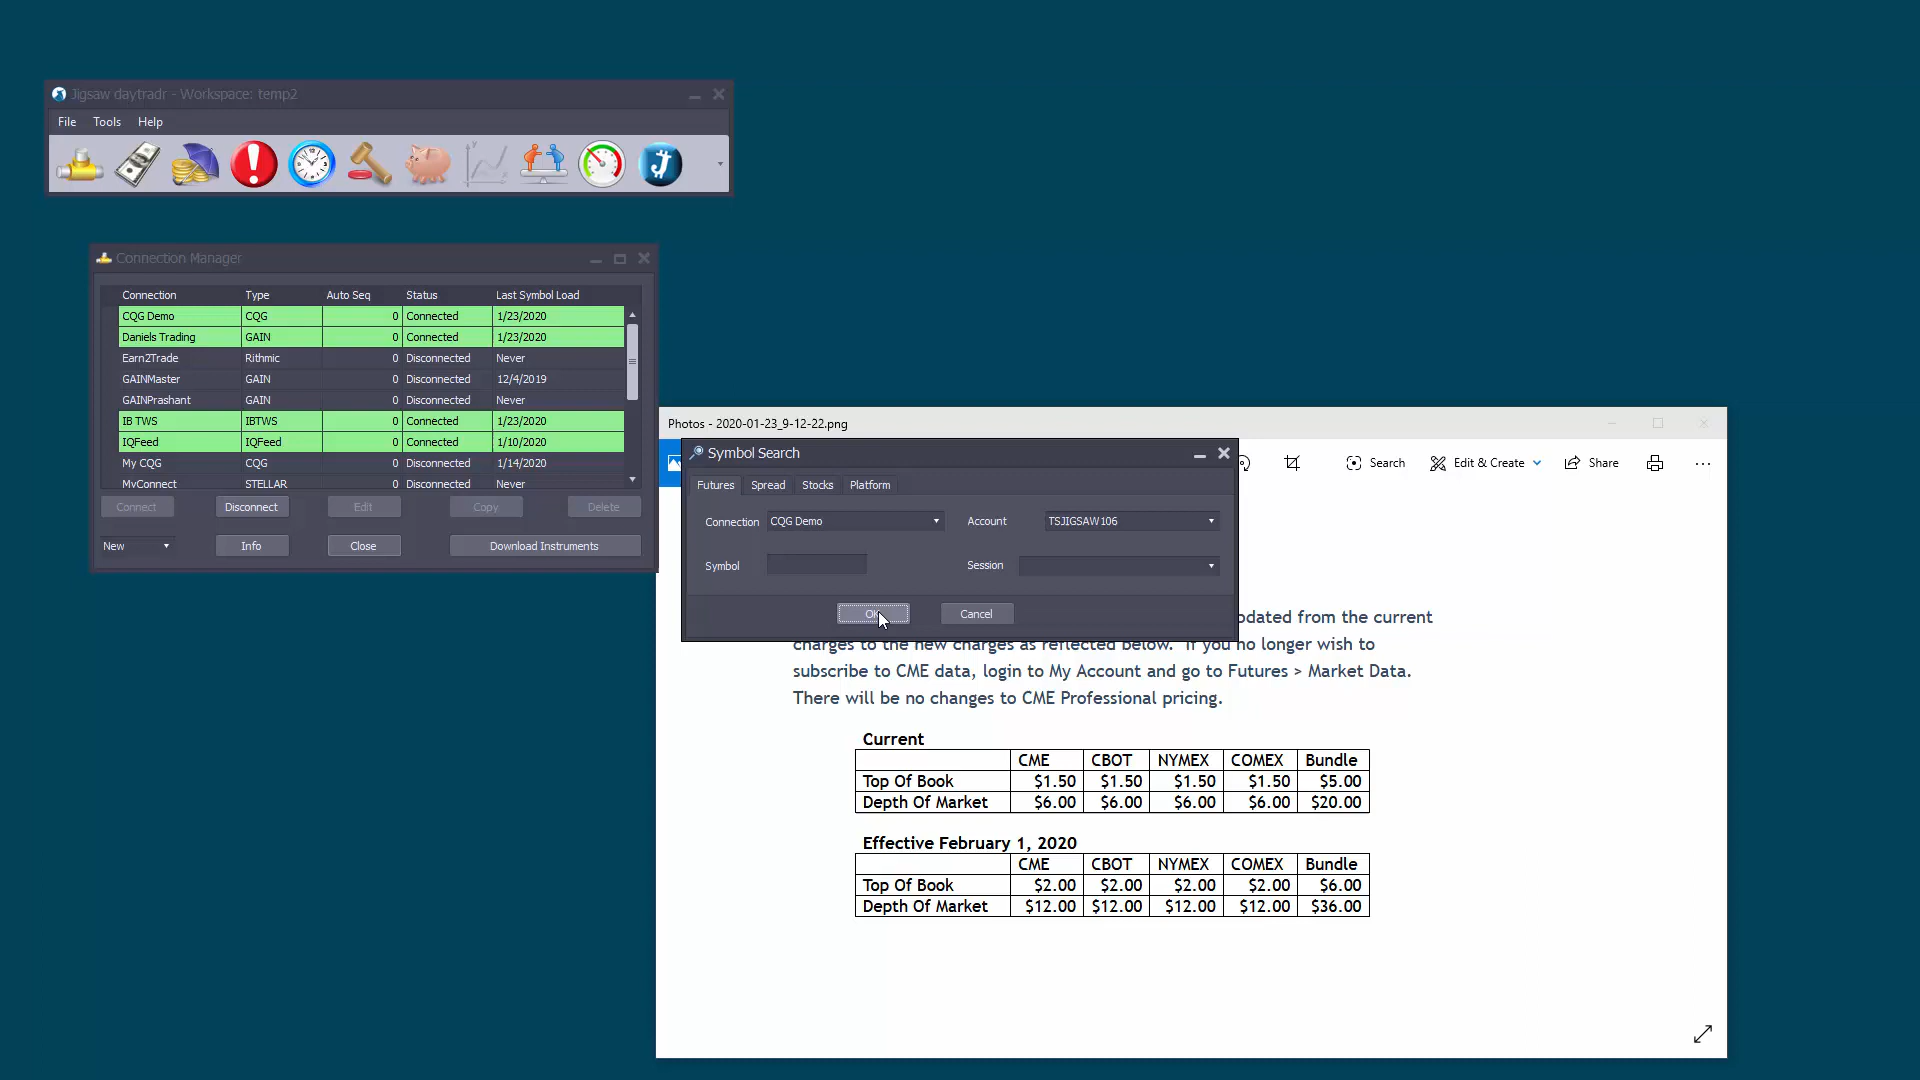 Jigsaw daytradr - Workspace: temp2
File Tools Help
Connection Manager
Connection Type Auto Seq Status Last Symbol Load
CQG Demo CQG 0 Connected 1/23/2020
Daniels Trading GAIN 0 Connected 1/23/2020
Earn2Trade Rithmic 0 Disconnected Never
GAINMaster GAIN 0 Disconnected 12/4/2019
GAINPrashant GAIN 0 Disconnected Never
IB TWS IBTWS 0 Connected 1/23/2020
IQFeed IQFeed 0 Connected 1/10/2020
My CQG CQG 0 Disconnected 1/14/2020
MyConnect STELLAR 0 Disconnected Never
Connect Disconnect Edit Copy Delete
New Info Close Download Instruments
Photos - 2020-01-23_9-12-22.png
Search Edit & Create Share
Symbol Search
Futures Spread Stocks Platform
Connection CQG Demo Account TSJIGSAW106
Symbol Session
OK Cancel
from the current
charges to the new charges as reflected below. If you no longer wish to
subscribe to CME data, login to My Account and go to Futures > Market Data.
There will be no changes to CME Professional pricing.
Current
CME CBOT NYMEX COMEX Bundle
Top Of Book $1.50 $1.50 $1.50 $1.50 $5.00
Depth Of Market $6.00 $6.00 $6.00 $6.00 $20.00
Effective February 1, 2020
CME CBOT NYMEX COMEX Bundle
Top Of Book $2.00 $2.00 $2.00 $2.00 $6.00
Depth Of Market $12.00 $12.00 $12.00 $12.00 $36.00